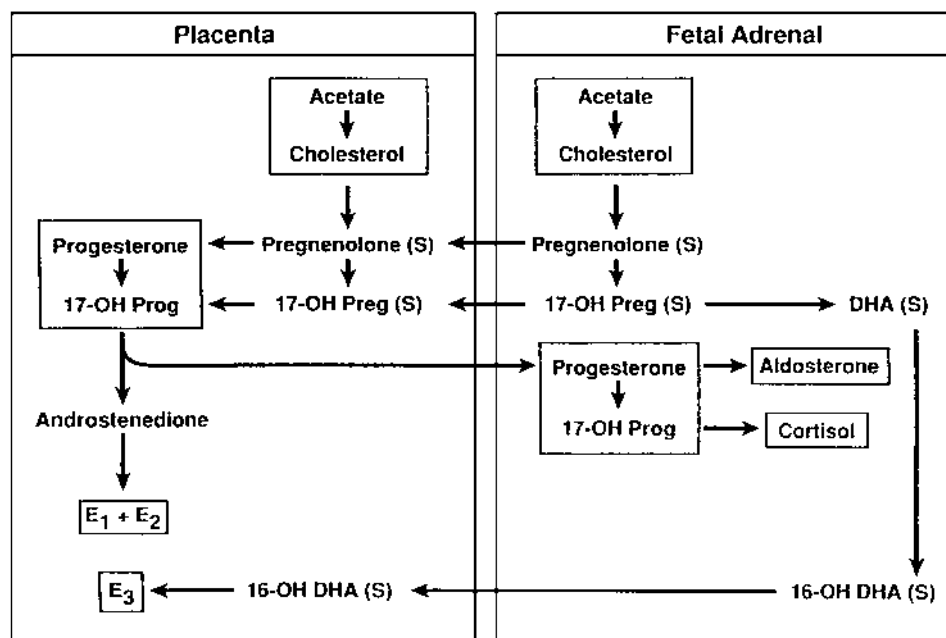 Placenta
Fetal Adrenal
Acetate
Acetate
Cholesterol
Cholesterol
Progesterone
Pregnenolone (S)
Pregnenolone (S)
17-OH Prog
17-OH Preg (S)
17-OH Preg (S)
DHA (S)
Progesterone
Aldosterone
Androstenedione
17-OH Prog
Cortisol
E₁ + E₂
E₃
16-OH DHA (S)
16-OH DHA (S)